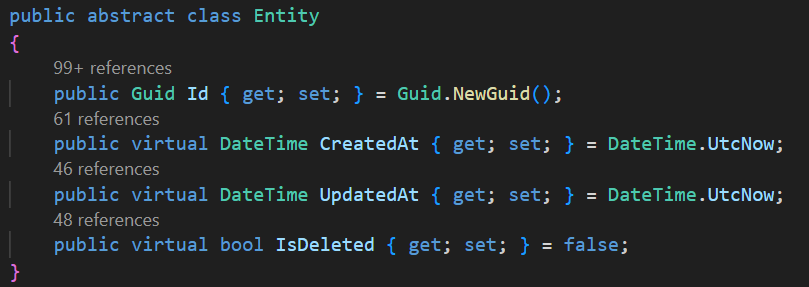 public abstract class Entity
{
99+ references
public Guid Id { get; set; } = Guid.NewGuid();
61 references
public virtual DateTime CreatedAt { get; set; } = DateTime.UtcNow;
46 references
public virtual DateTime UpdatedAt { get; set; } = DateTime.UtcNow;
48 references
public virtual bool IsDeleted { get; set; } = false;
}